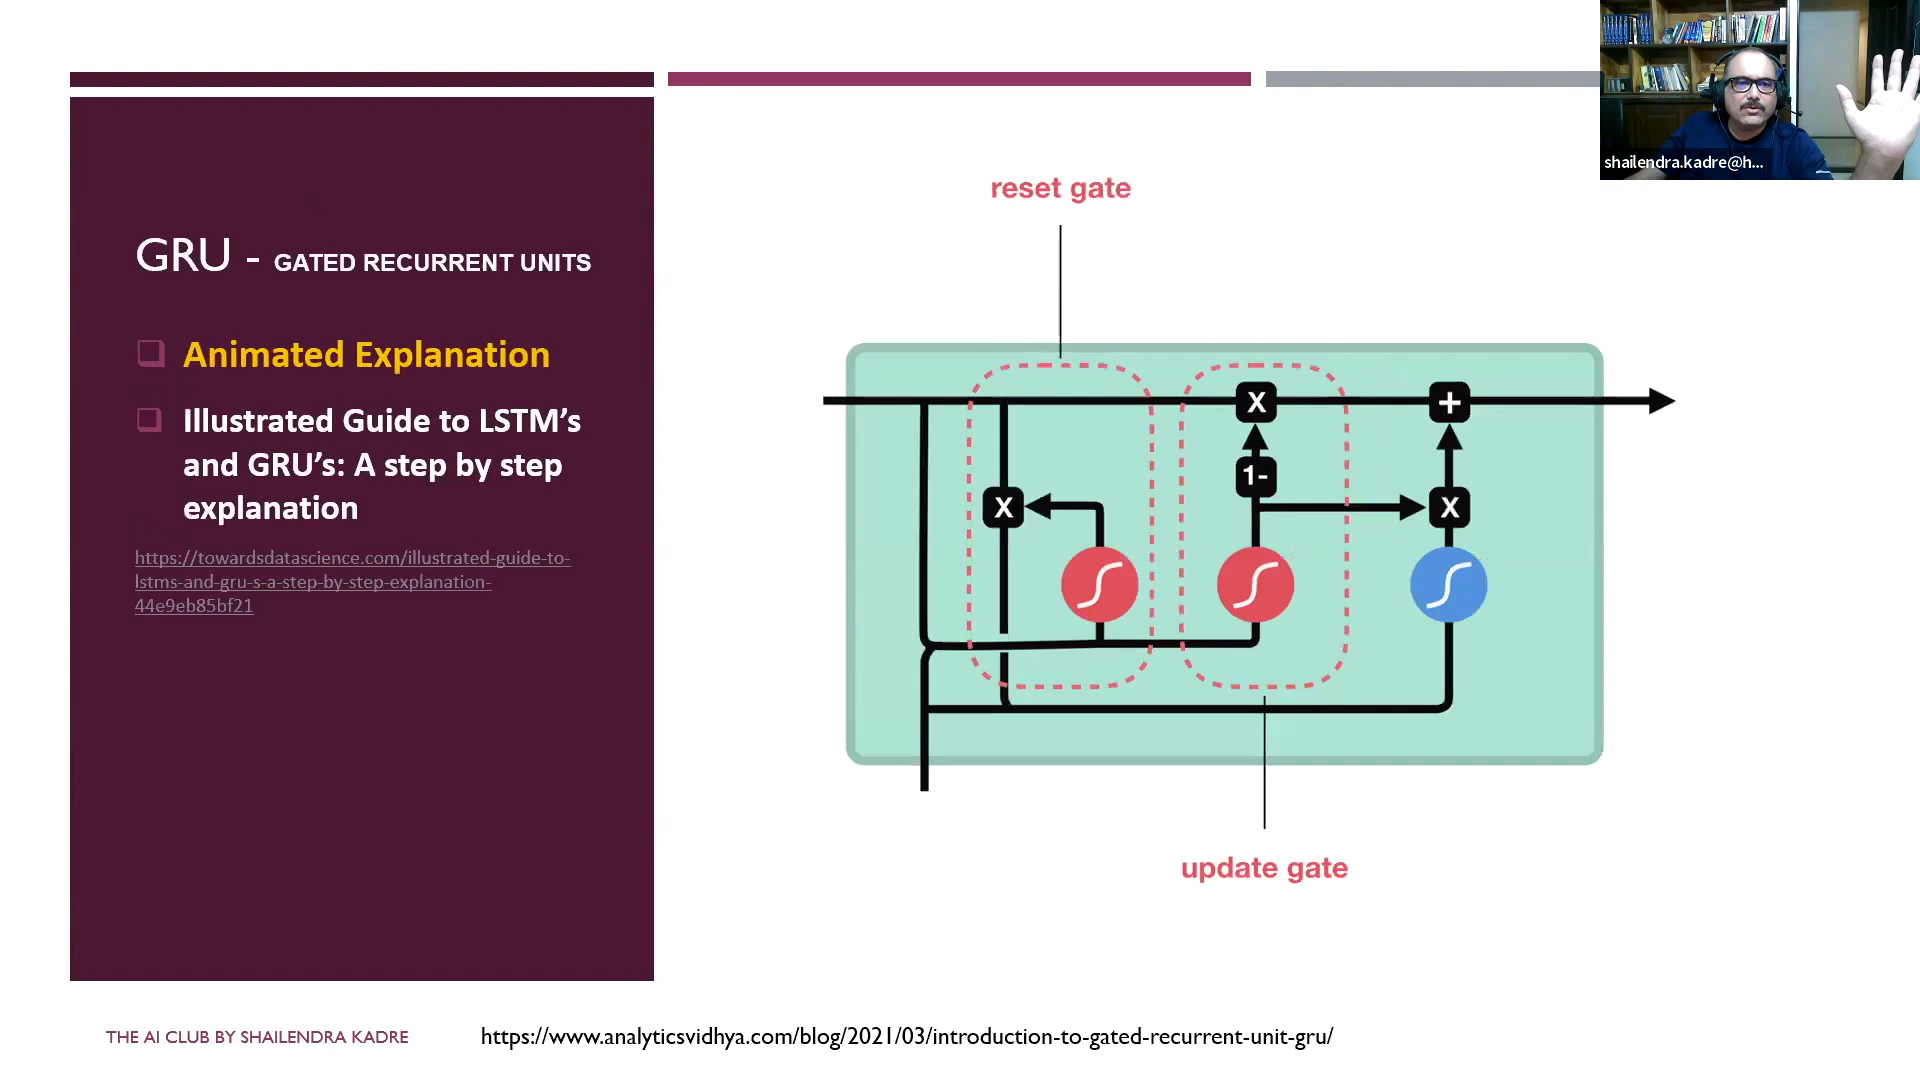 shailendra.kadre@h...
reset gate
GRU - GATED RECURRENT UNITS
Animated Explanation
Illustrated Guide to LSTM’s
and GRU’s: A step by step
explanation
https://towardsdatascience.com/illustrated-guide-to-
lstms-and-gru-s-a-step-by-step-explanation-
44e9eb85bf21
X
+
1-
X
X
update gate
THE AI CLUB BY SHAILENDRA KADRE
https://www.analyticsvidhya.com/blog/2021/03/introduction-to-gated-recurrent-unit-gru/